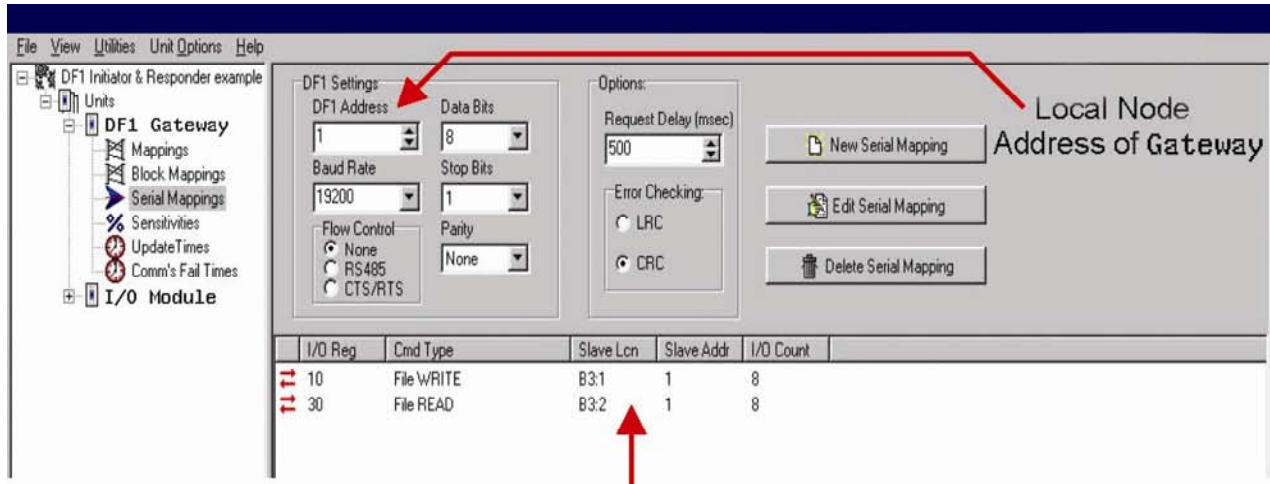 File View Utilities Unit Options Help
DF1 Initiator & Responder example
Units
DF1 Gateway
Mappings
Block Mappings
Serial Mappings
Sensitivities
UpdateTimes
Comm's Fail Times
I/O Module
DF1 Settings
DF1 Address
Data Bits
1
8
Baud Rate
Stop Bits
19200
1
Flow Control
None
RS485
CTS/RTS
Parity
None
Options:
Request Delay (msec)
500
Error Checking:
LRC
CRC
New Serial Mapping
Edit Serial Mapping
Delete Serial Mapping
Local Node
Address of Gateway
I/O Reg Cmd Type Slave Lcn Slave Addr I/O Count
10 File WRITE B3:1 1 8
30 File READ B3:2 1 8